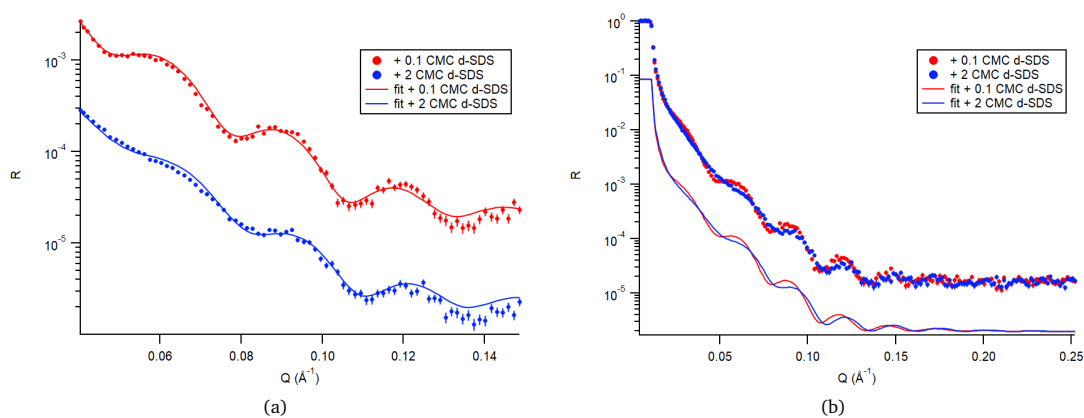 (a)
R
10⁻³
10⁻⁴
10⁻⁵
+ 0.1 CMC d-SDS
+ 2 CMC d-SDS
fit + 0.1 CMC d-SDS
fit + 2 CMC d-SDS
0.06 0.08 0.10 0.12 0.14
Q (Å⁻¹)
(a)
(b)
R
10⁰
10⁻¹
10⁻²
10⁻³
10⁻⁴
10⁻⁵
+ 0.1 CMC d-SDS
+ 2 CMC d-SDS
fit + 0.1 CMC d-SDS
fit + 2 CMC d-SDS
0.05 0.10 0.15 0.20 0.25
Q (Å⁻¹)
(b)